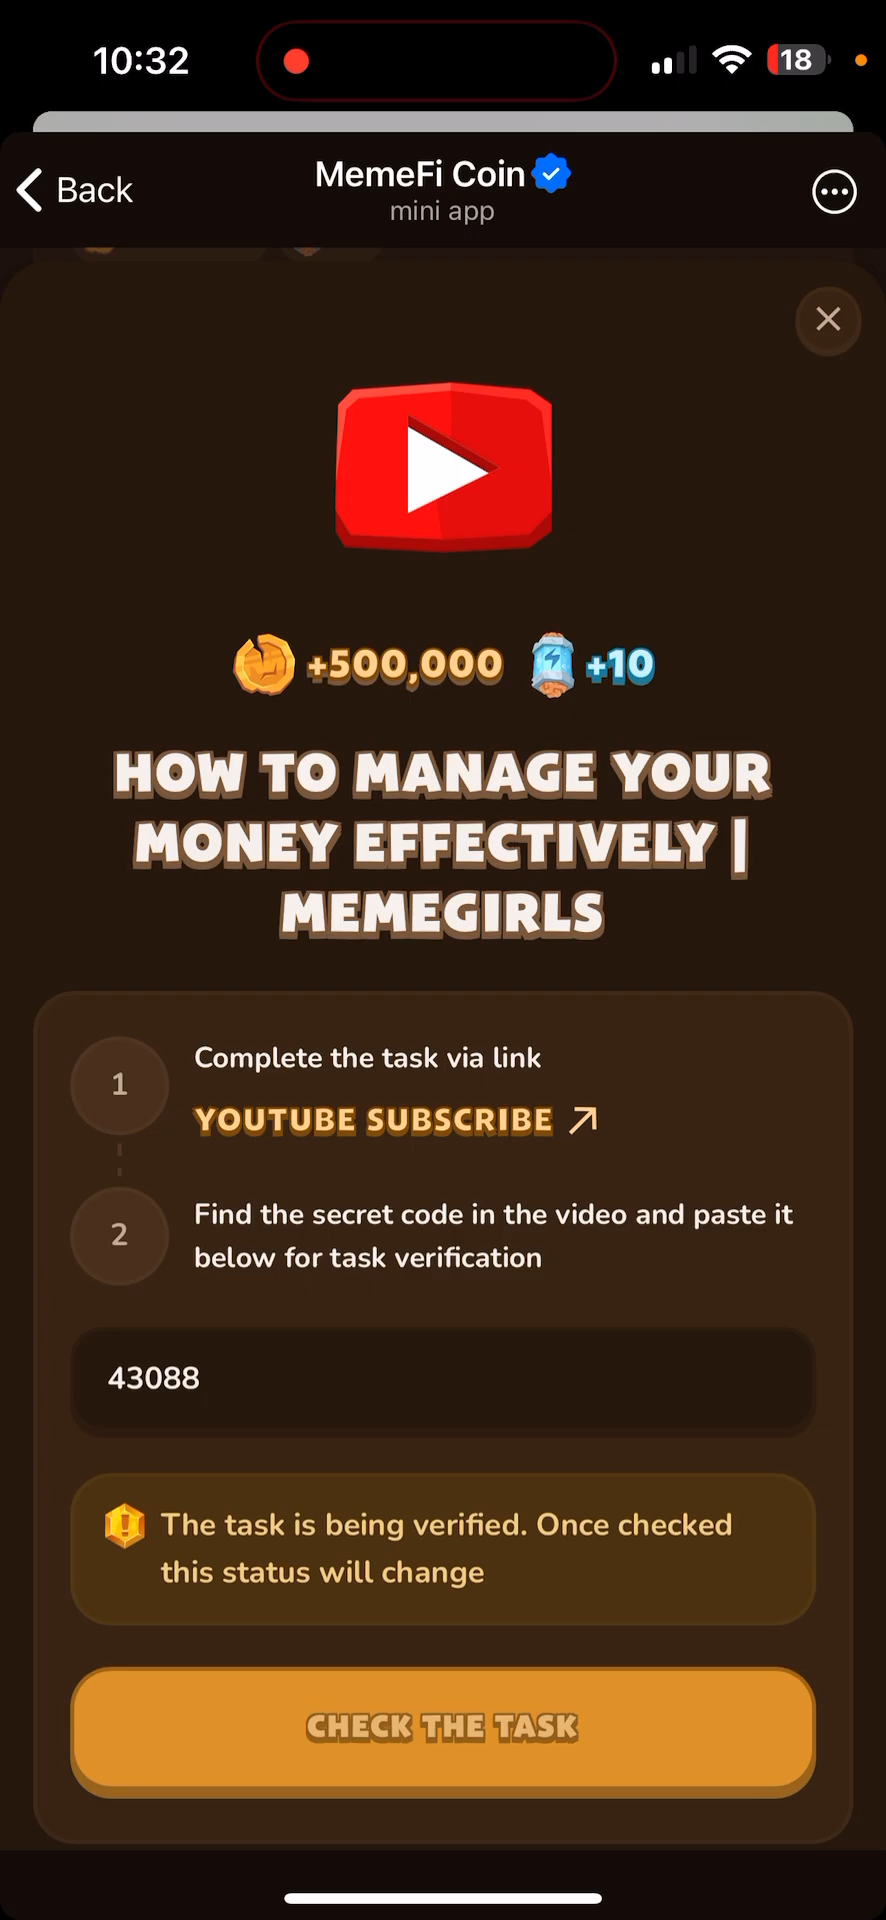 10:32
18
Back
MemeFi Coin
mini app
+500,000
+10
HOW TO MANAGE YOUR
MONEY EFFECTIVELY |
MEMEGIRLS
1
Complete the task via link
YOUTUBE SUBSCRIBE
2
Find the secret code in the video and paste it
below for task verification
43088
The task is being verified. Once checked
this status will change
CHECK THE TASK